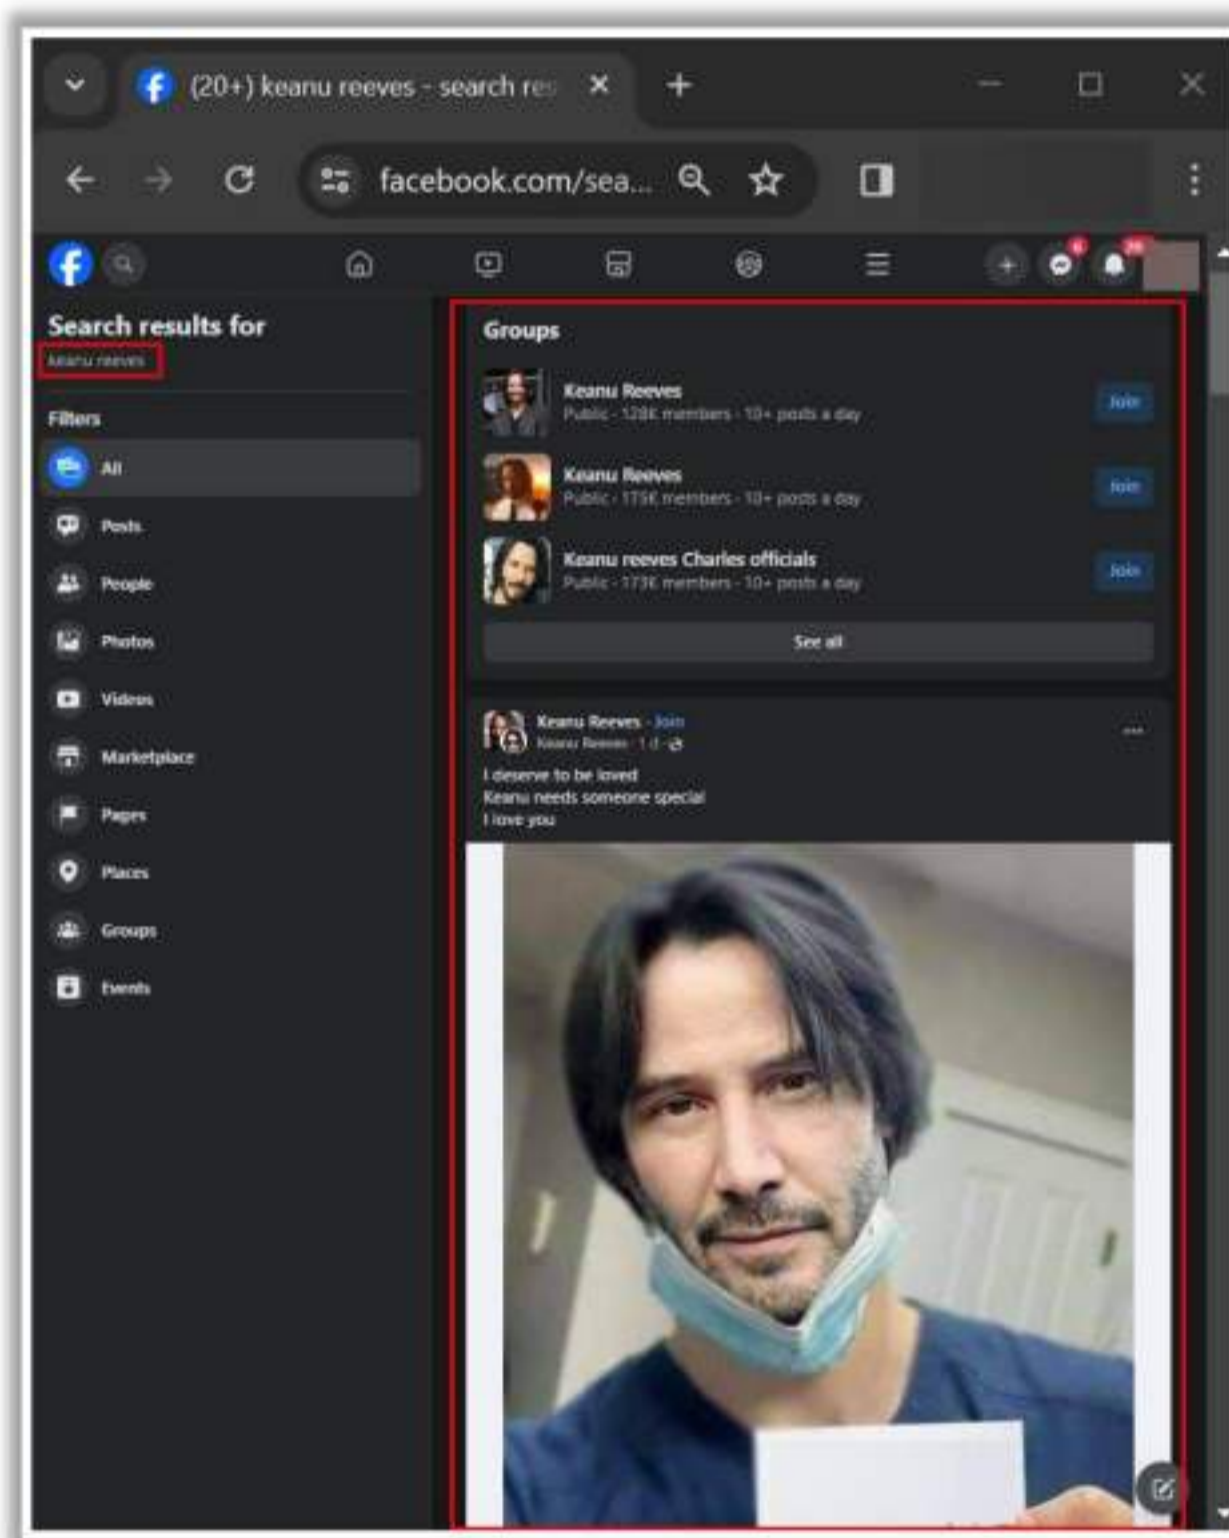 (20+) keanu reeves - search res
facebook.com/sea...
Search results for
keanu reeves
Filters
All
Posts
People
Photos
Videos
Marketplace
Pages
Places
Groups
Events
Groups
Keanu Reeves
Public · 128K members · 10+ posts a day
Join
Keanu Reeves
Public · 175K members · 10+ posts a day
Join
Keanu reeves Charles officials
Public · 173K members · 10+ posts a day
Join
See all
Keanu Reeves · Join
Keanu Reeves · 1 d ·
I deserve to be loved
Keanu needs someone special
I love you